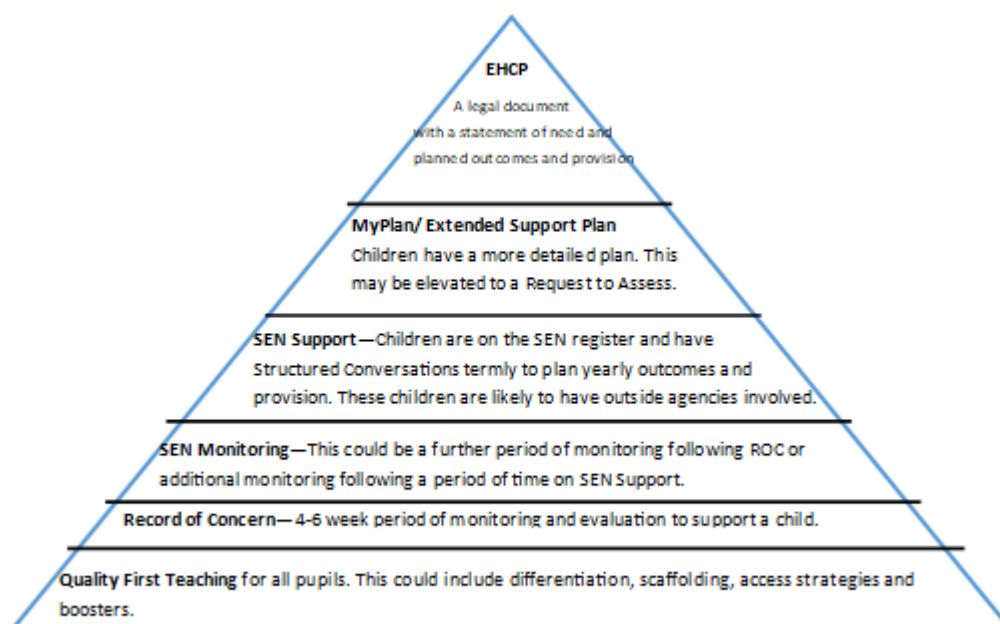 EHCP
A legal document
with a statement of need and
planned outcomes and provision
MyPlan/ Extended Support Plan
Children have a more detailed plan. This
may be elevated to a Request to Assess.
SEN Support—Children are on the SEN register and have
Structured Conversations termly to plan yearly outcomes and
provision. These children are likely to have outside agencies involved.
SEN Monitoring—This could be a further period of monitoring following ROC or
additional monitoring following a period of time on SEN Support.
Record of Concern—4-6 week period of monitoring and evaluation to support a child.
Quality First Teaching for all pupils. This could include differentiation, scaffolding, access strategies and
boosters.